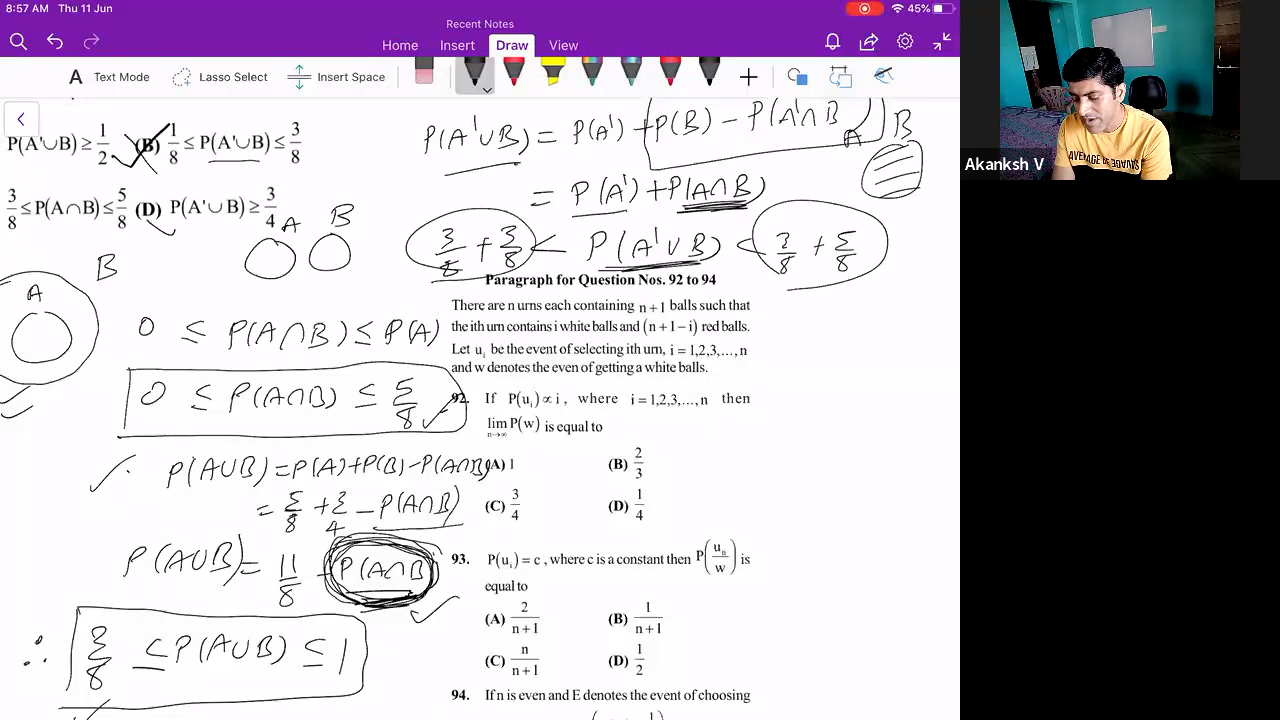 8:57 AM Thu 11 Jun
45%
Recent Notes
Home Insert Draw View
Text Mode Lasso Select Insert Space
P(A'∪B) ≥ 1/2 (B) 1/8 ≤ P(A'∪B) ≤ 3/8
3/8 ≤ P(A∩B) ≤ 5/8 (D) P(A'∪B) ≥ 3/4
P(A'∪B) = P(A') + P(B) − P(A'∩B)
A B
= P(A') + P(A∩B)
3/8 + 3/8 < P(A'∪B) < 3/8 + 5/8
A B
B
A
0 ≤ P(A∩B) ≤ P(A)
0 ≤ P(A∩B) ≤ 5/8
P(A∪B) = P(A) + P(B) − P(A∩B)
= 5/8 + 3/4 − P(A∩B)
P(A∪B) = 11/8 − P(A∩B)
∴ 3/8 ≤ P(A∪B) ≤ 1
Paragraph for Question Nos. 92 to 94
There are n urns each containing n+1 balls such that
the ith urn contains i white balls and (n+1−i) red balls.
Let uᵢ be the event of selecting ith urn, i = 1,2,3,...,n
and w denotes the even of getting a white balls.
92. If P(uᵢ) ∝ i, where i = 1,2,3,...,n then
lim n→∞ P(w) is equal to
(A) 1 (B) 2/3
(C) 3/4 (D) 1/4
93. P(uᵢ) = c, where c is a constant then P(uₙ/w) is
equal to
(A) 2/(n+1) (B) 1/(n+1)
(C) n/(n+1) (D) 1/2
94. If n is even and E denotes the event of choosing
Akanksh V